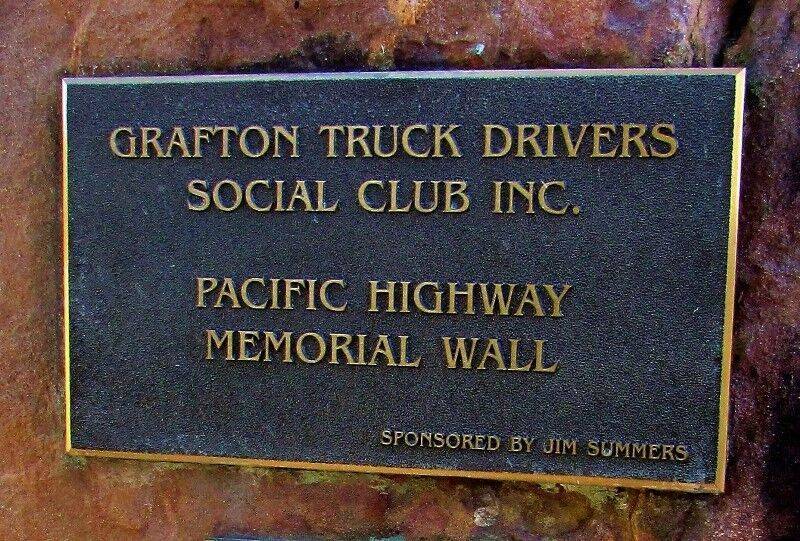 GRAFTON TRUCK DRIVERS
SOCIAL CLUB INC.
PACIFIC HIGHWAY
MEMORIAL WALL
SPONSORED BY JIM SUMMERS